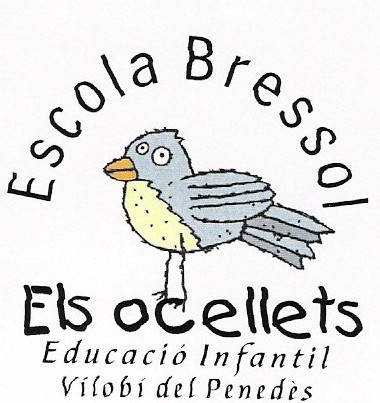 Escola Bressol
Els ocellets
Educació Infantil
Vilobí del Penedès